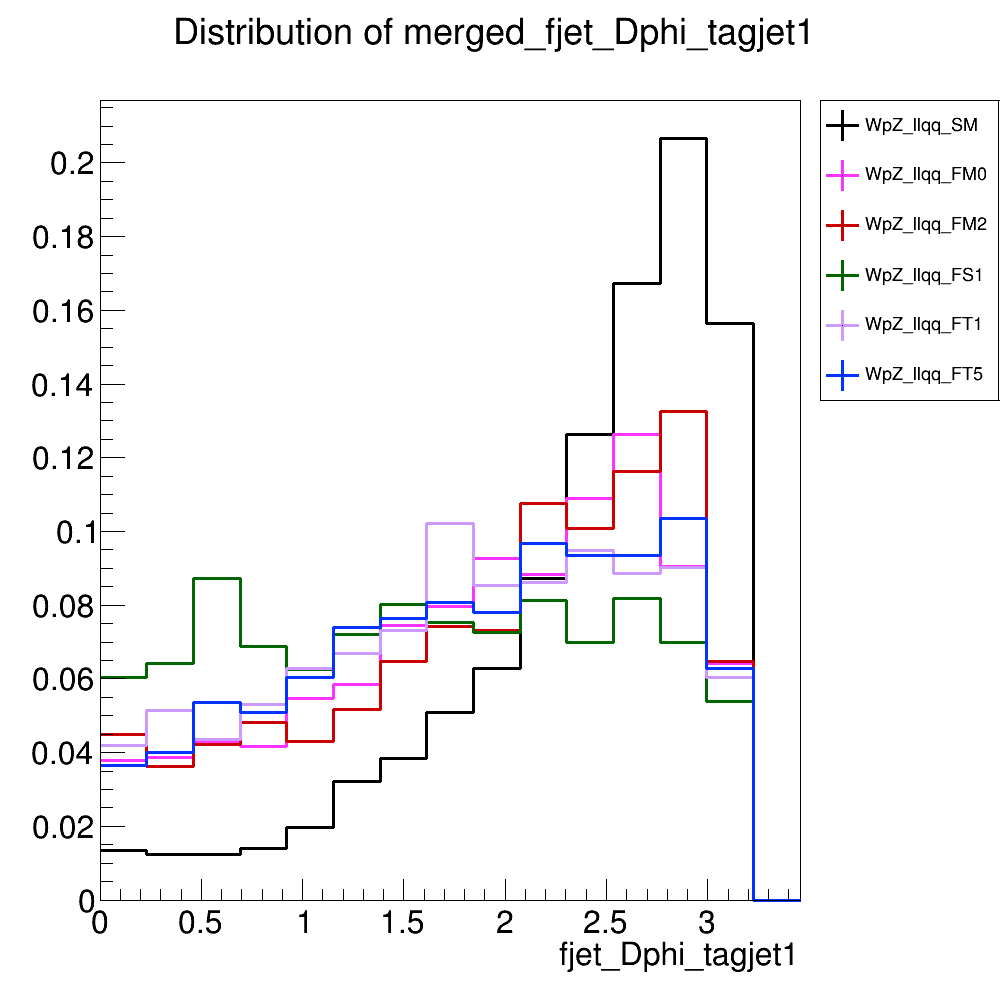 Distribution of merged_fjet_Dphi_tagjet1
WpZ_llqq_SM
WpZ_llqq_FM0
WpZ_llqq_FM2
WpZ_llqq_FS1
WpZ_llqq_FT1
WpZ_llqq_FT5
0.2
0.18
0.16
0.14
0.12
0.1
0.08
0.06
0.04
0.02
0
0 0.5 1 1.5 2 2.5 3
fjet_Dphi_tagjet1